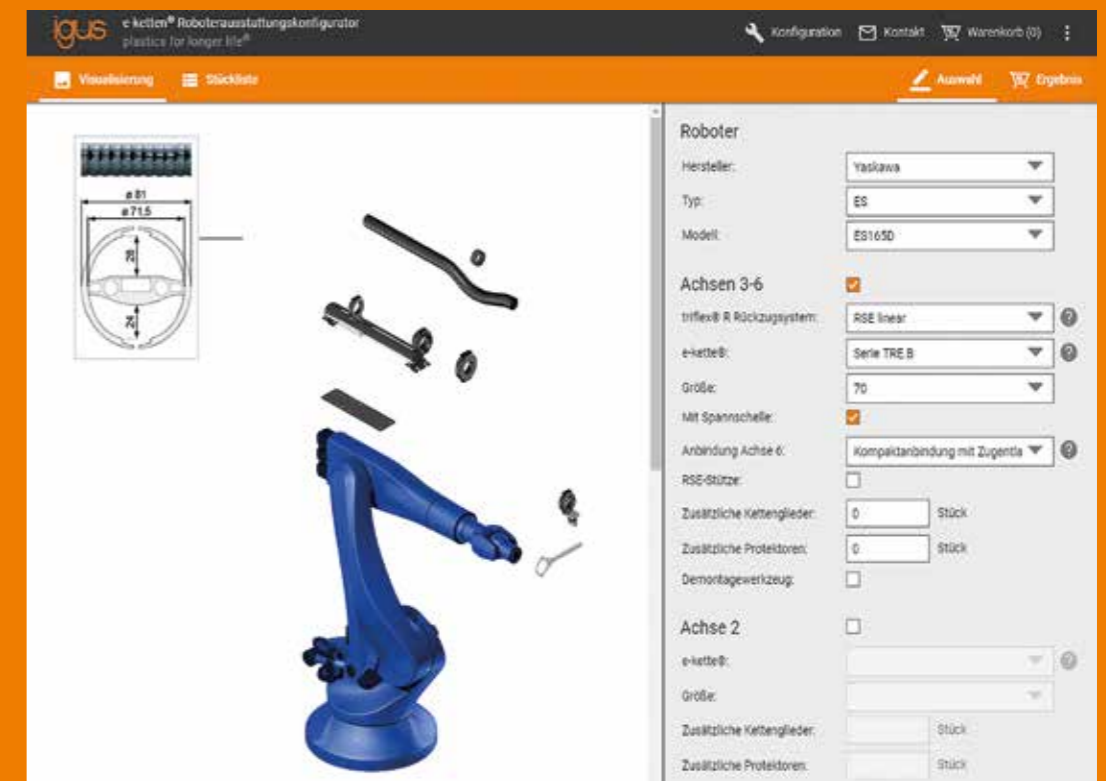 igus e-ketten® Roboterausstattungskonfigurator
plastics for longer life®
Konfiguration Kontakt Warenkorb (0)
Visualisierung Stückliste Auswahl Ergebnis
ø 81
ø 71,5
28
24
Roboter
Hersteller: Yaskawa
Typ: ES
Modell: ES165D
Achsen 3-6
triflex® R Rückzugsystem: RSE linear
e-kette®: Serie TRE.B
Größe: 70
Mit Spannschelle:
Anbindung Achse 6: Kompaktanbindung mit Zugentla
RSE-Stütze:
Zusätzliche Kettenglieder: 0 Stück
Zusätzliche Protektoren: 0 Stück
Demontagewerkzeug:
Achse 2
e-kette®:
Größe:
Zusätzliche Kettenglieder: Stück
Zusätzliche Protektoren: Stück